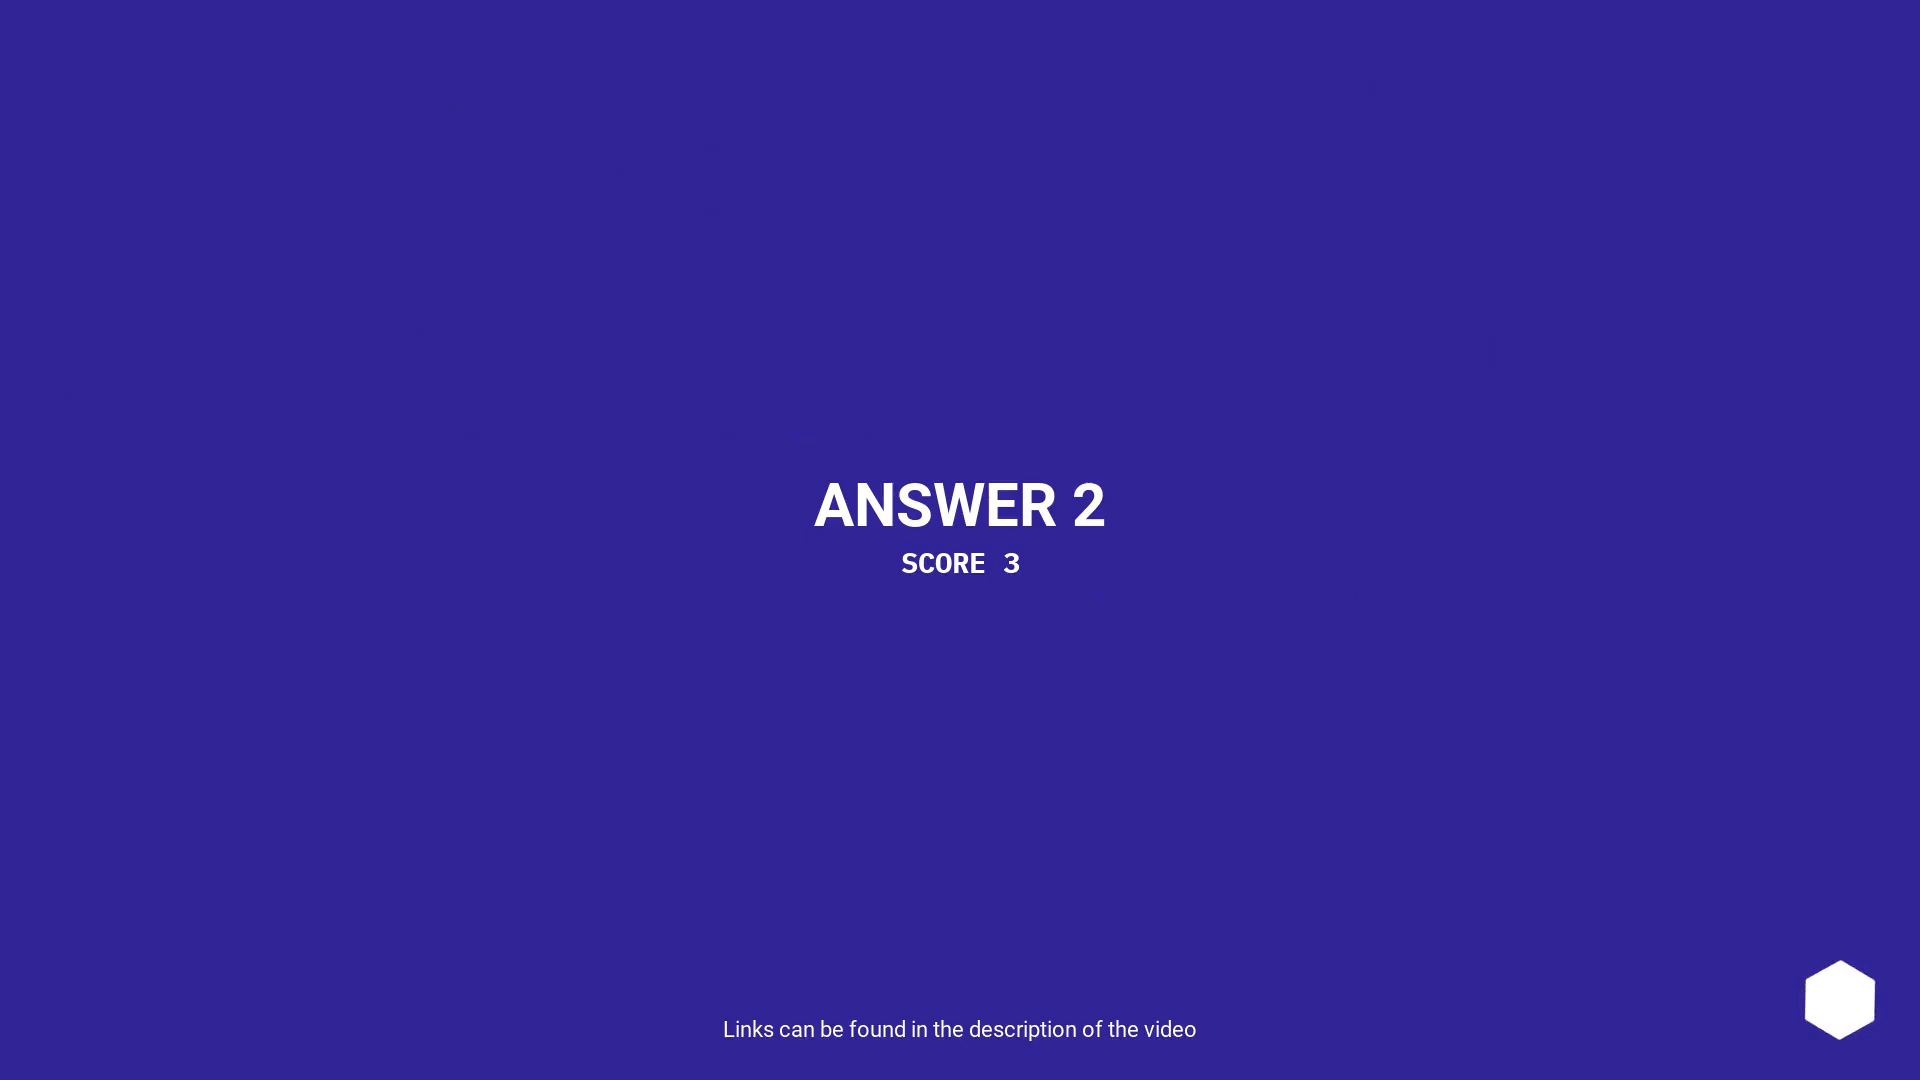 ANSWER 2
SCORE 3
Links can be found in the description of the video